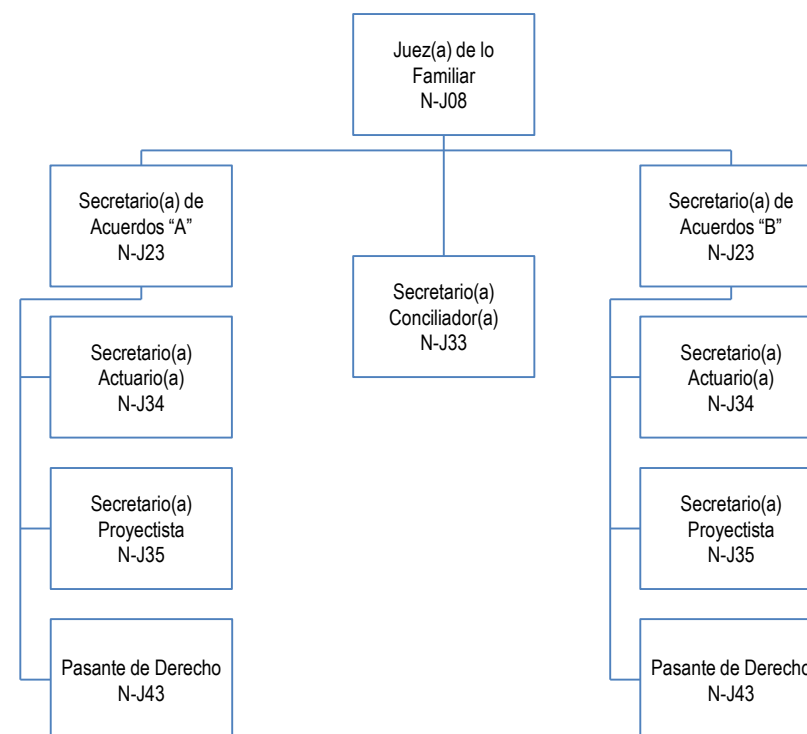 Juez(a) de lo
Familiar
N-J08
Secretario(a) de
Acuerdos “A”
N-J23
Secretario(a)
Conciliador(a)
N-J33
Secretario(a) de
Acuerdos “B”
N-J23
Secretario(a)
Actuario(a)
N-J34
Secretario(a)
Actuario(a)
N-J34
Secretario(a)
Proyectista
N-J35
Secretario(a)
Proyectista
N-J35
Pasante de Derecho
N-J43
Pasante de Derecho
N-J43